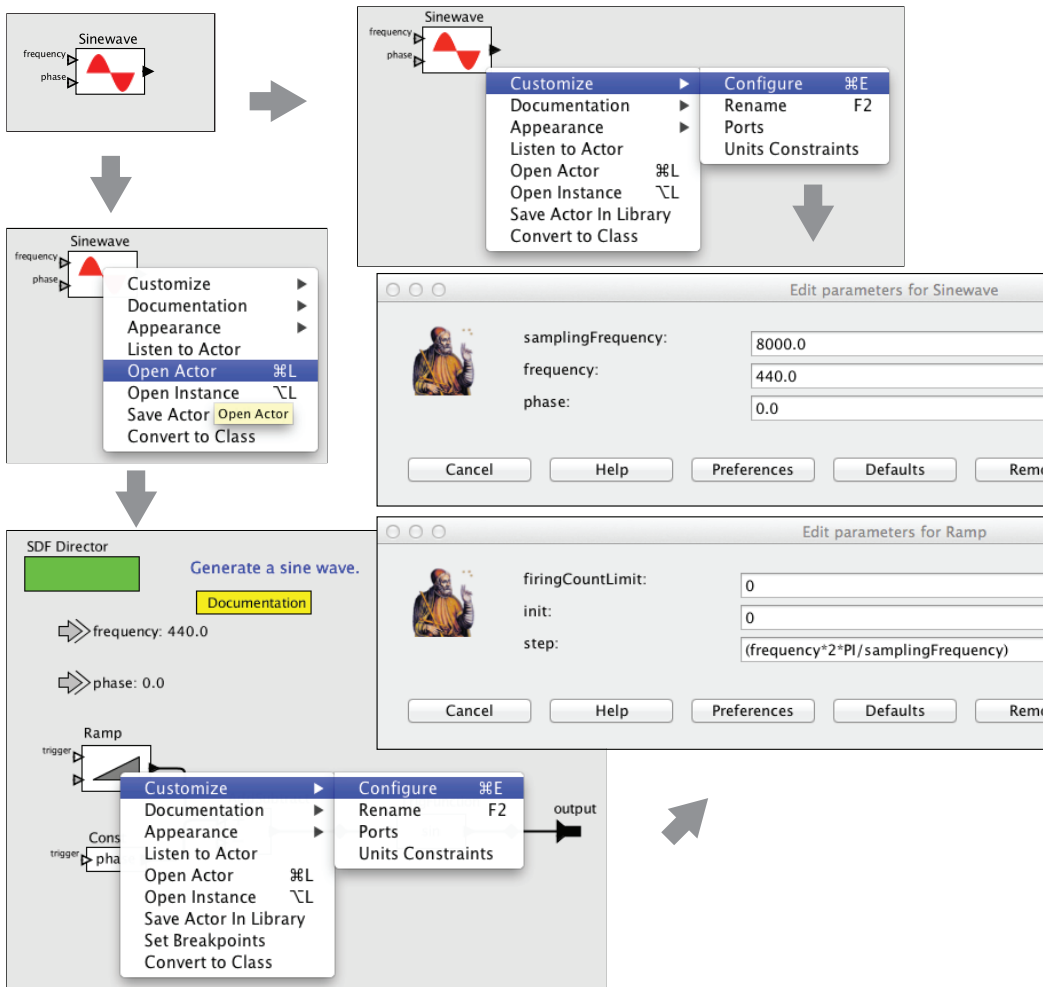 Sinewave
frequency
phase
Sinewave
frequency
phase
Customize
Documentation
Appearance
Listen to Actor
Open Actor ⌘L
Open Instance ⌥L
Save Actor In Library
Convert to Class
Configure ⌘E
Rename F2
Ports
Units Constraints
Sinewave
frequency
phase
Customize
Documentation
Appearance
Listen to Actor
Open Actor ⌘L
Open Instance ⌥L
Save Actor
Open Actor
Convert to Class
Edit parameters for Sinewave
samplingFrequency: 8000.0
frequency: 440.0
phase: 0.0
Cancel Help Preferences Defaults Remo
Edit parameters for Ramp
firingCountLimit: 0
init: 0
step: (frequency*2*PI/samplingFrequency)
Cancel Help Preferences Defaults Remo
SDF Director
Generate a sine wave.
Documentation
frequency: 440.0
phase: 0.0
Ramp
trigger
Cons
trigger
pha
Customize
Documentation
Appearance
Listen to Actor
Open Actor ⌘L
Open Instance ⌥L
Save Actor In Library
Set Breakpoints
Convert to Class
Configure ⌘E
Rename F2
Ports
Units Constraints
output